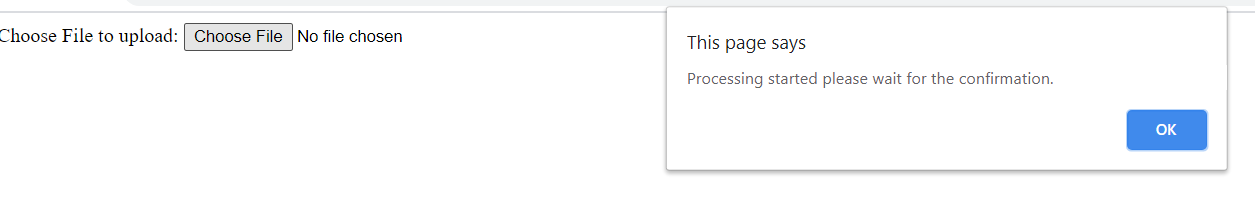 Choose File to upload: Choose File No file chosen
This page says
Processing started please wait for the confirmation.
OK